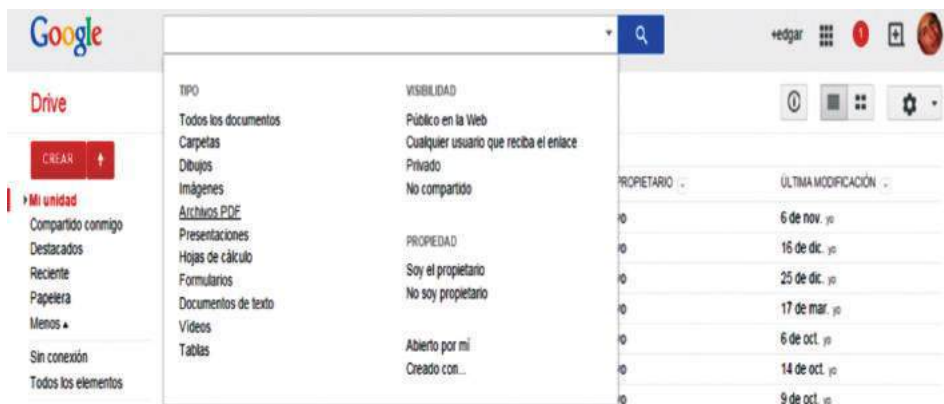 Google
+edgar
1
Drive
CREAR
Mi unidad
Compartido conmigo
Destacados
Reciente
Papelera
Menos
Sin conexión
Todos los elementos
TIPO
Todos los documentos
Carpetas
Dibujos
Imágenes
Archivos PDF
Presentaciones
Hojas de cálculo
Formularios
Documentos de texto
Vídeos
Tablas
VISIBILIDAD
Público en la Web
Cualquier usuario que reciba el enlace
Privado
No compartido
PROPIEDAD
Soy el propietario
No soy propietario
Abierto por mí
Creado con...
PROPIETARIO
ÚLTIMA MODIFICACIÓN
6 de nov. yo
16 de dic. yo
25 de dic. yo
17 de mar. yo
6 de oct. yo
14 de oct. yo
9 de oct. yo